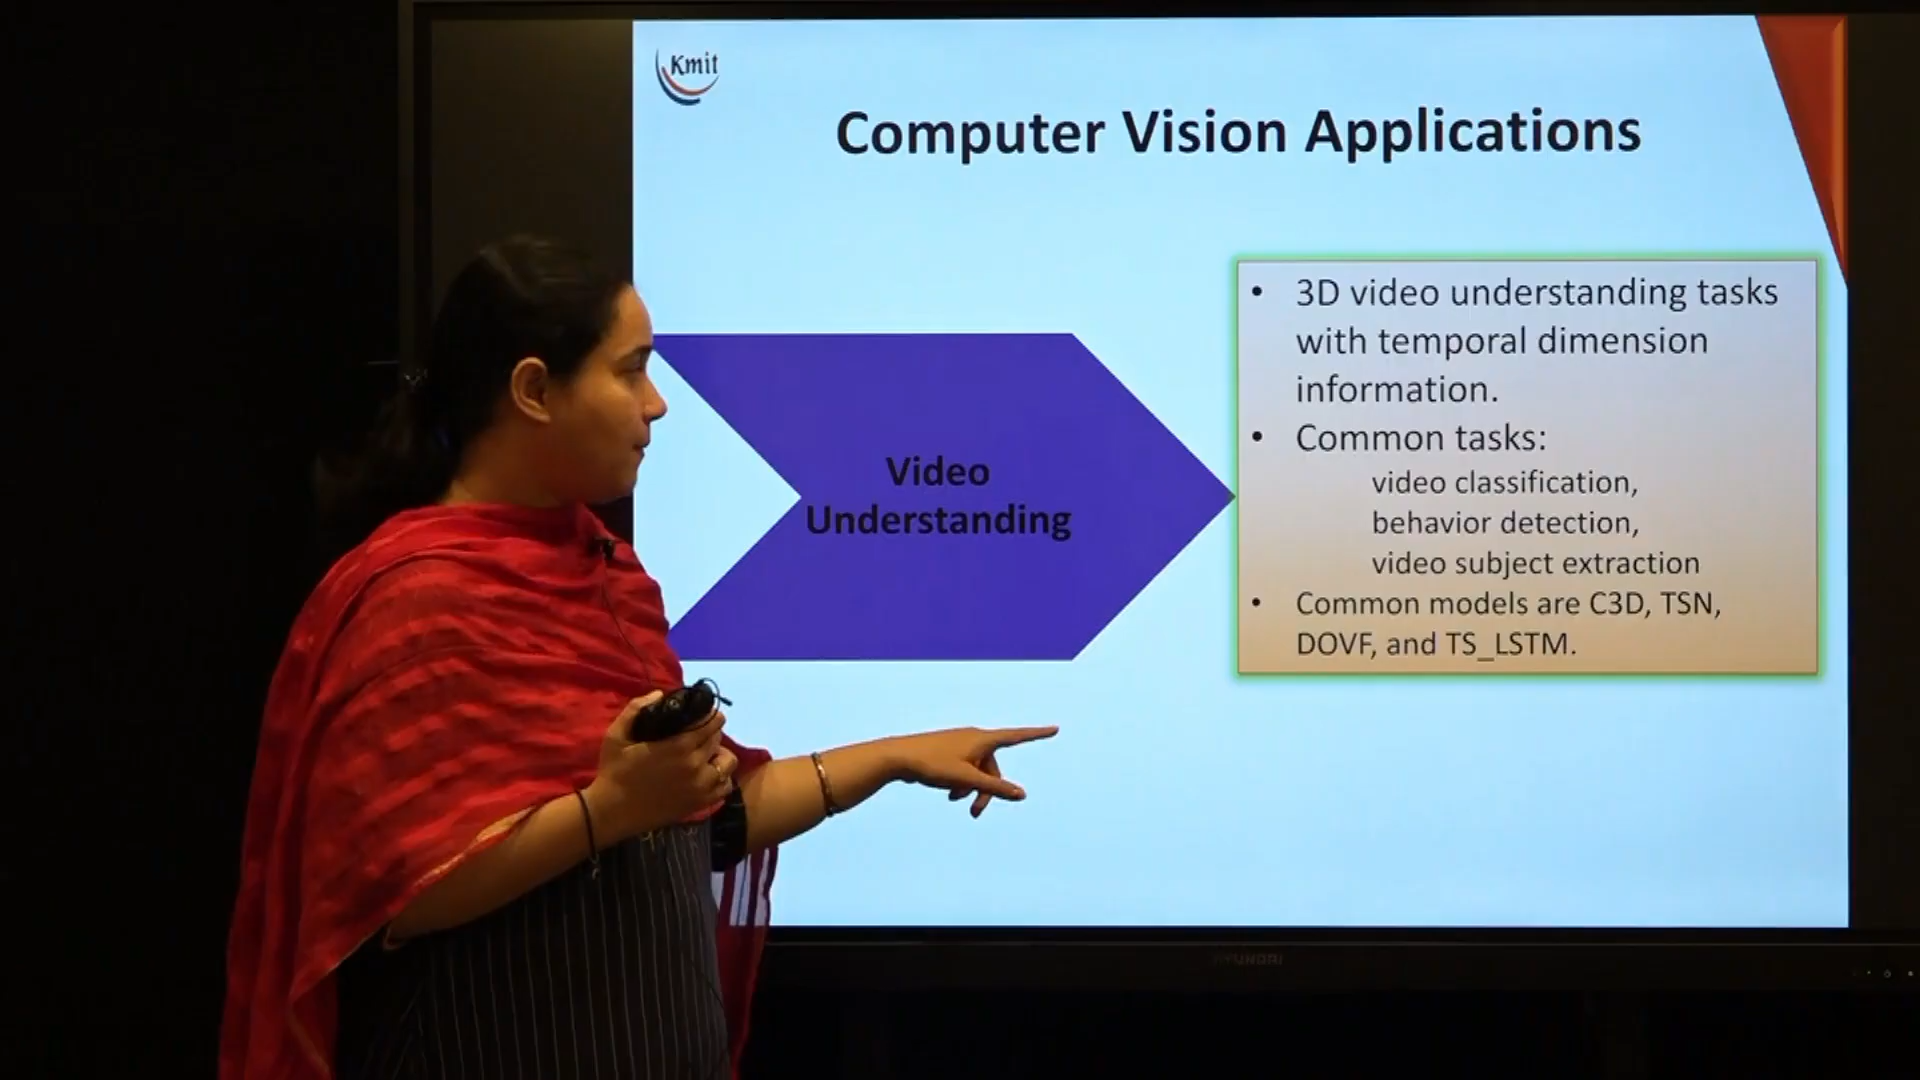 Kmit
Computer Vision Applications
Video
Understanding
• 3D video understanding tasks
with temporal dimension
information.
• Common tasks:
video classification,
behavior detection,
video subject extraction
• Common models are C3D, TSN,
DOVF, and TS_LSTM.
HYUNDAI